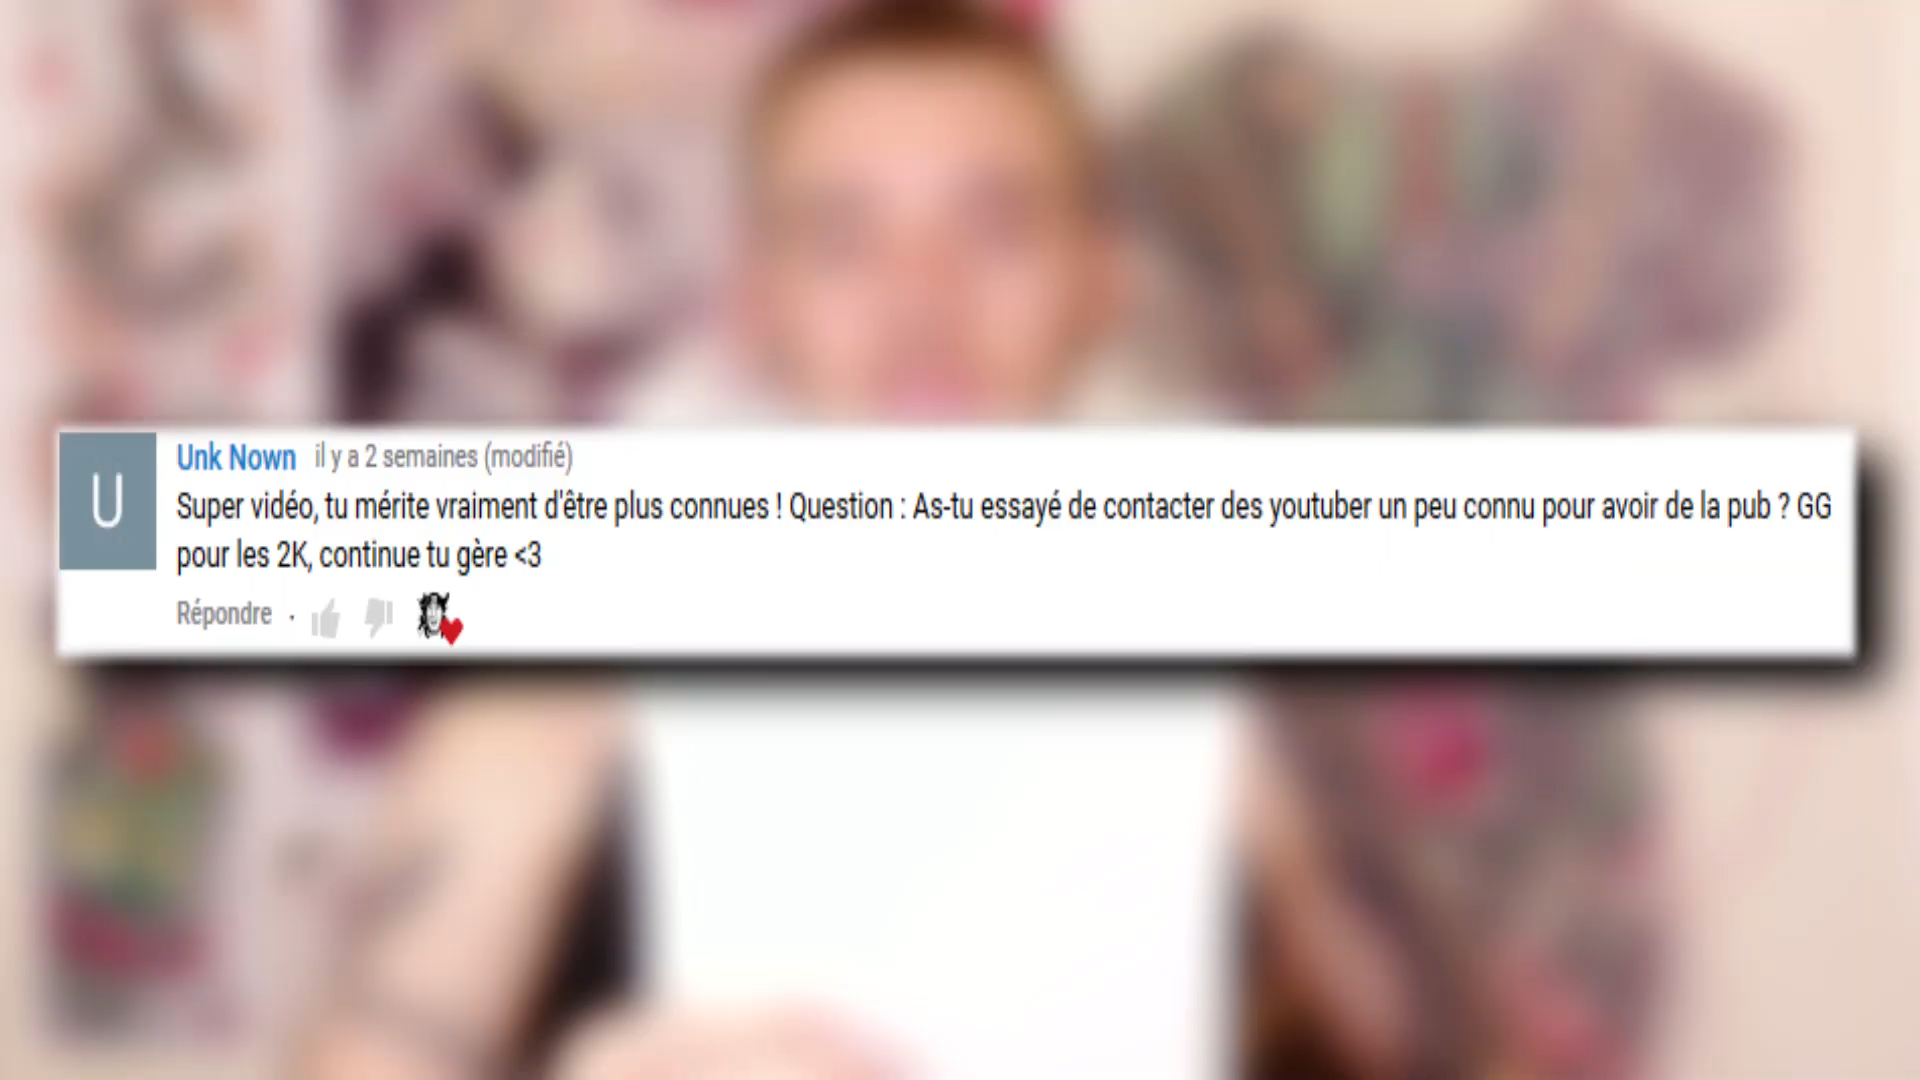 U
Unk Nown il y a 2 semaines (modifié)
Super vidéo, tu mérite vraiment d'être plus connues ! Question : As-tu essayé de contacter des youtuber un peu connu pour avoir de la pub ? GG
pour les 2K, continue tu gère <3
Répondre ·